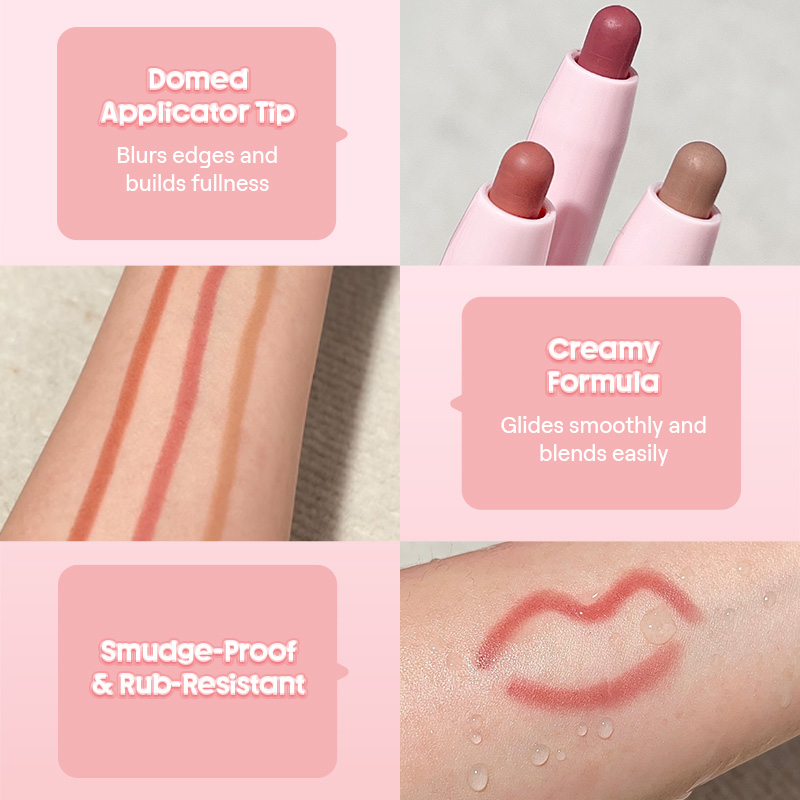 Domed
Applicator Tip
Blurs edges and
builds fullness
Creamy
Formula
Glides smoothly and
blends easily
Smudge-Proof
& Rub-Resistant